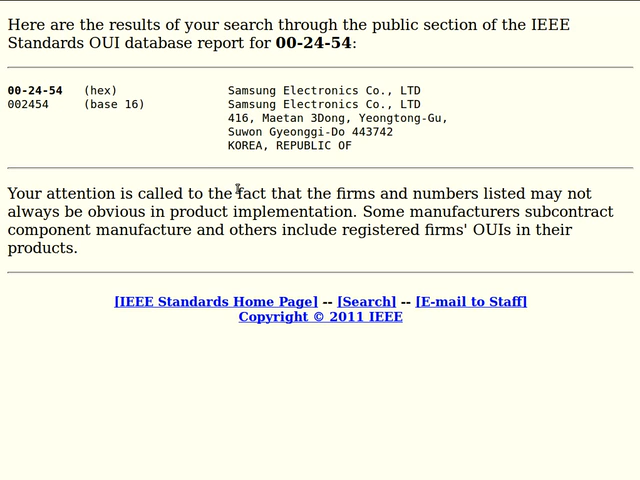 Here are the results of your search through the public section of the IEEE
Standards OUI database report for 00-24-54:
00-24-54 (hex) Samsung Electronics Co., LTD
002454 (base 16) Samsung Electronics Co., LTD
416, Maetan 3Dong, Yeongtong-Gu,
Suwon Gyeonggi-Do 443742
KOREA, REPUBLIC OF
Your attention is called to the fact that the firms and numbers listed may not
always be obvious in product implementation. Some manufacturers subcontract
component manufacture and others include registered firms' OUIs in their
products.
[IEEE Standards Home Page] -- [Search] -- [E-mail to Staff]
Copyright © 2011 IEEE